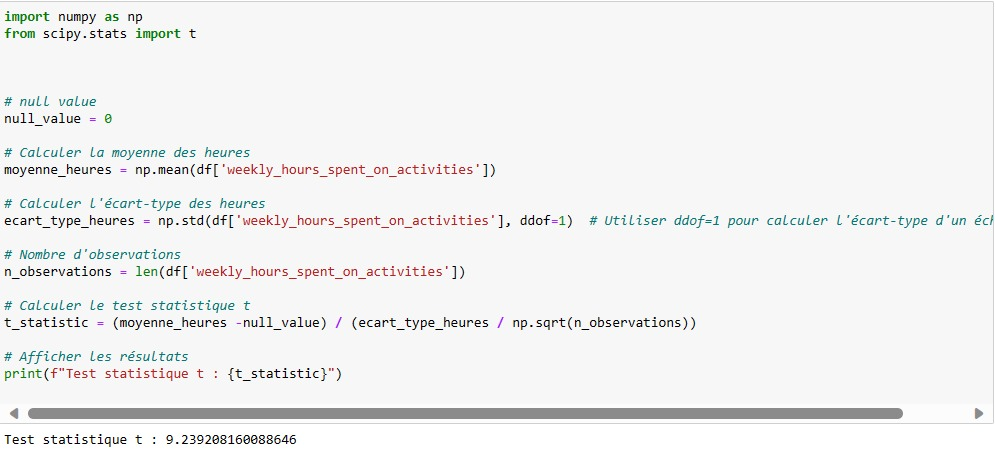 import numpy as np
from scipy.stats import t
# null value
null_value = 0
# Calculer la moyenne des heures
moyenne_heures = np.mean(df['weekly_hours_spent_on_activities'])
# Calculer l'écart-type des heures
ecart_type_heures = np.std(df['weekly_hours_spent_on_activities'], ddof=1)  # Utiliser ddof=1 pour calculer l'écart-type d'un
# Nombre d'observations
n_observations = len(df['weekly_hours_spent_on_activities'])
# Calculer le test statistique t
t_statistic = (moyenne_heures -null_value) / (ecart_type_heures / np.sqrt(n_observations))
# Afficher les résultats
print(f"Test statistique t : {t_statistic}")
Test statistique t : 9.239208160088646